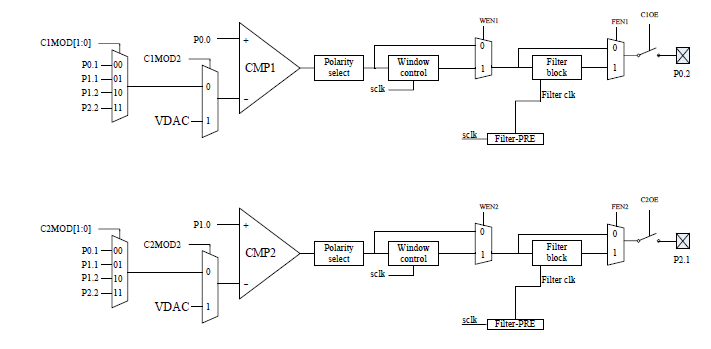 WEN1
C1OE
FEN1
P0.0
+
C1MOD[1:0]
C1MOD2
0
0
P0.1
00
CMP1
Polarity
select
Window
control
Filter
block
P1.1
01
0
1
1
P1.2
10
P0.2
P2.2
11
sclk
Filter clk
VDAC
1
−
sclk
Filter-PRE
WEN2
C2OE
FEN2
P1.0
+
C2MOD[1:0]
C2MOD2
0
0
P0.1
00
CMP2
Polarity
select
Window
control
Filter
block
P1.1
01
0
1
1
P1.2
10
P2.1
P2.2
11
sclk
Filter clk
VDAC
1
−
sclk
Filter-PRE